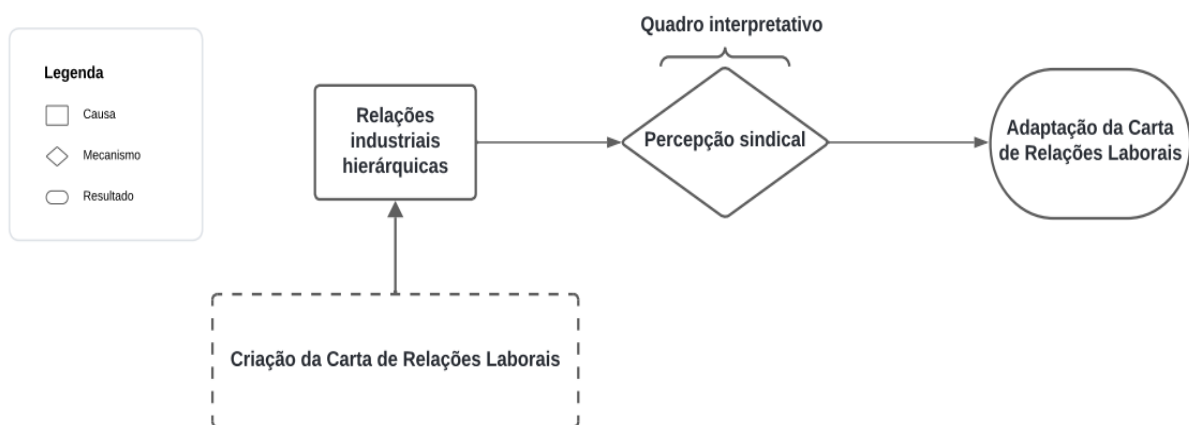 Legenda
Causa
Mecanismo
Resultado
Quadro interpretativo
Relações
industriais
hierárquicas
Percepção sindical
Adaptação da Carta
de Relações Laborais
Criação da Carta de Relações Laborais